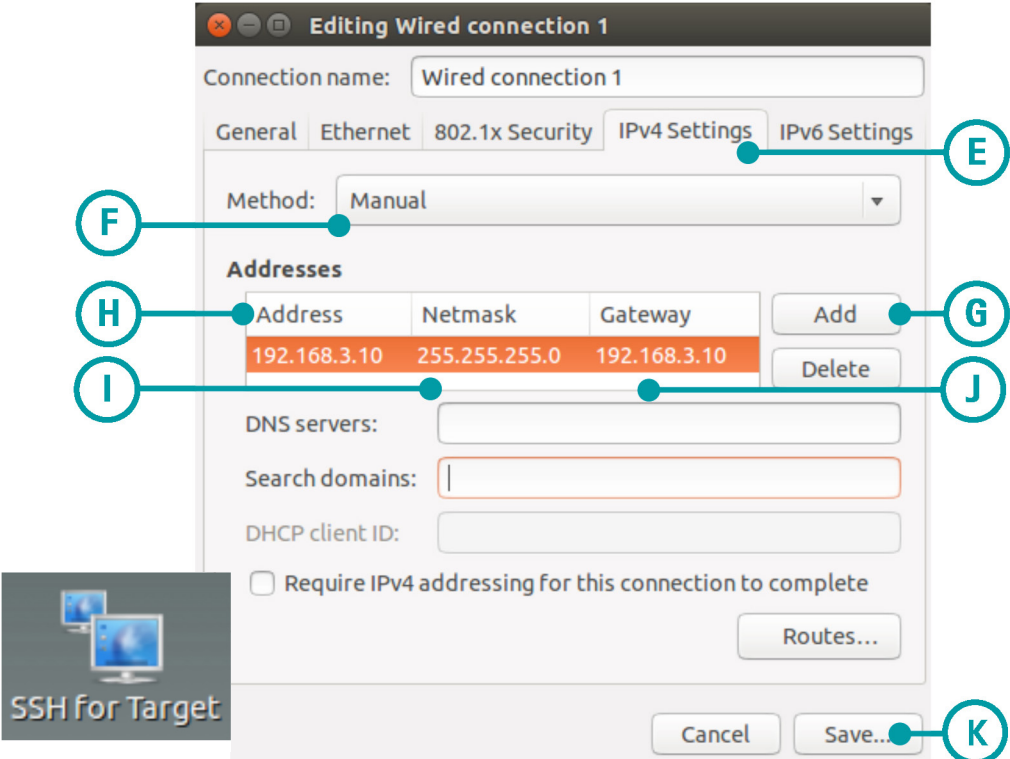 Editing Wired connection 1
Connection name: Wired connection 1
General Ethernet 802.1x Security IPv4 Settings IPv6 Settings
E
Method: Manual
F
Addresses
H
Address Netmask Gateway Add
G
192.168.3.10 255.255.255.0 192.168.3.10
Delete
I
J
DNS servers:
Search domains:
DHCP client ID:
Require IPv4 addressing for this connection to complete
Routes...
SSH for Target
Cancel Save...
K